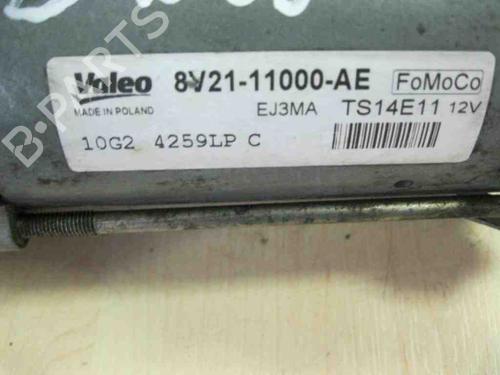 Valeo 8V21-11000-AE FoMoCo
MADE IN POLAND EJ3MA TS14E11 12V
10G2 4259LP C
B-PARTS